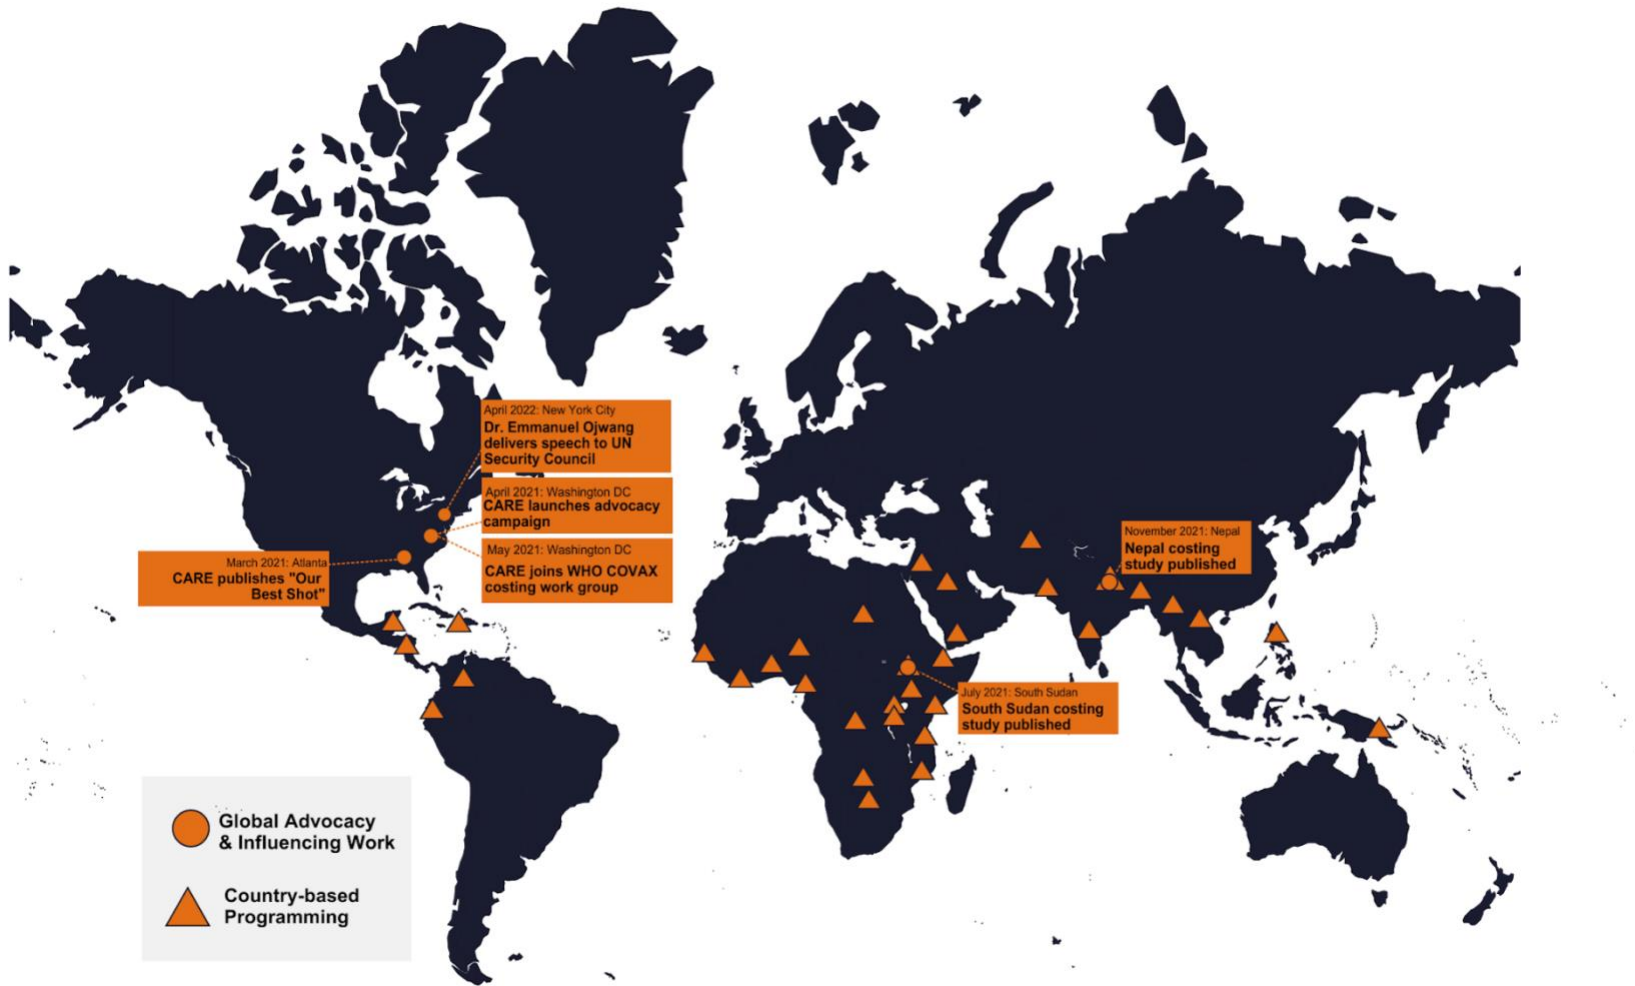 April 2022: New York City
Dr. Emmanuel Ojwang
delivers speech to UN
Security Council
April 2021: Washington DC
CARE launches advocacy
campaign
May 2021: Washington DC
CARE joins WHO COVAX
costing work group
March 2021: Atlanta
CARE publishes "Our
Best Shot"
November 2021: Nepal
Nepal costing
study published
July 2021: South Sudan
South Sudan costing
study published
Global Advocacy
& Influencing Work
Country-based
Programming